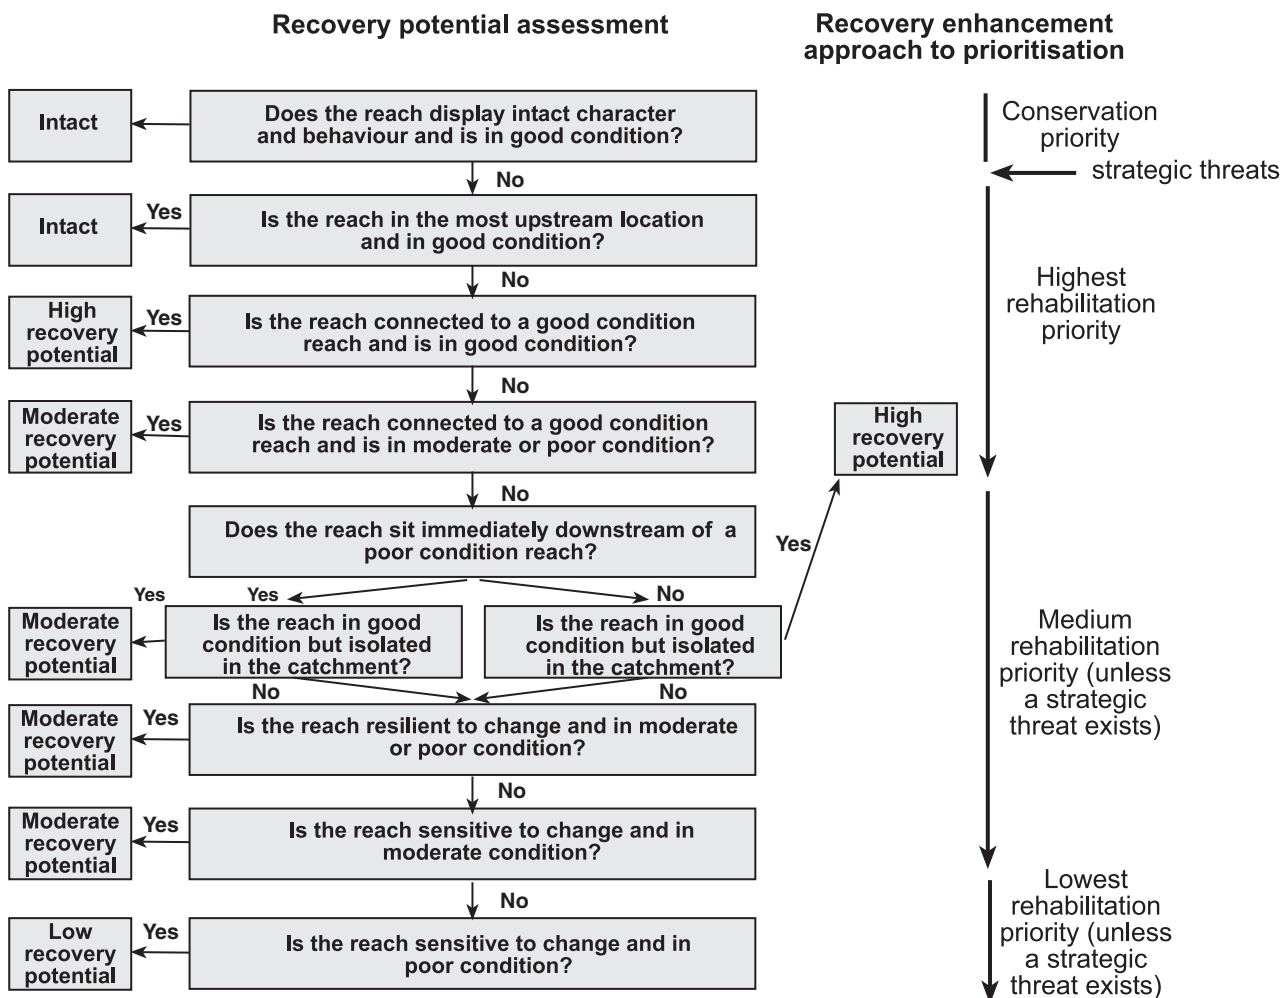 Recovery potential assessment
Recovery enhancement
approach to prioritisation
Intact
Does the reach display intact character
and behaviour and is in good condition?
Conservation
priority
No
strategic threats
Intact
Yes
Is the reach in the most upstream location
and in good condition?
No
High
recovery
potential
Yes
Is the reach connected to a good condition
reach and is in good condition?
Highest
rehabilitation
priority
No
Moderate
recovery
potential
Yes
Is the reach connected to a good condition
reach and is in moderate or poor condition?
High
recovery
potential
No
Does the reach sit immediately downstream of a
poor condition reach?
Yes
Yes
Yes
No
Moderate
recovery
potential
Is the reach in good
condition but isolated
in the catchment?
Is the reach in good
condition but isolated
in the catchment?
Medium
rehabilitation
priority (unless
a strategic
threat exists)
No
No
Moderate
recovery
potential
Yes
Is the reach resilient to change and in moderate
or poor condition?
No
Moderate
recovery
potential
Yes
Is the reach sensitive to change and in
moderate condition?
No
Low
recovery
potential
Yes
Is the reach sensitive to change and in
poor condition?
Lowest
rehabilitation
priority (unless
a strategic
threat exists)